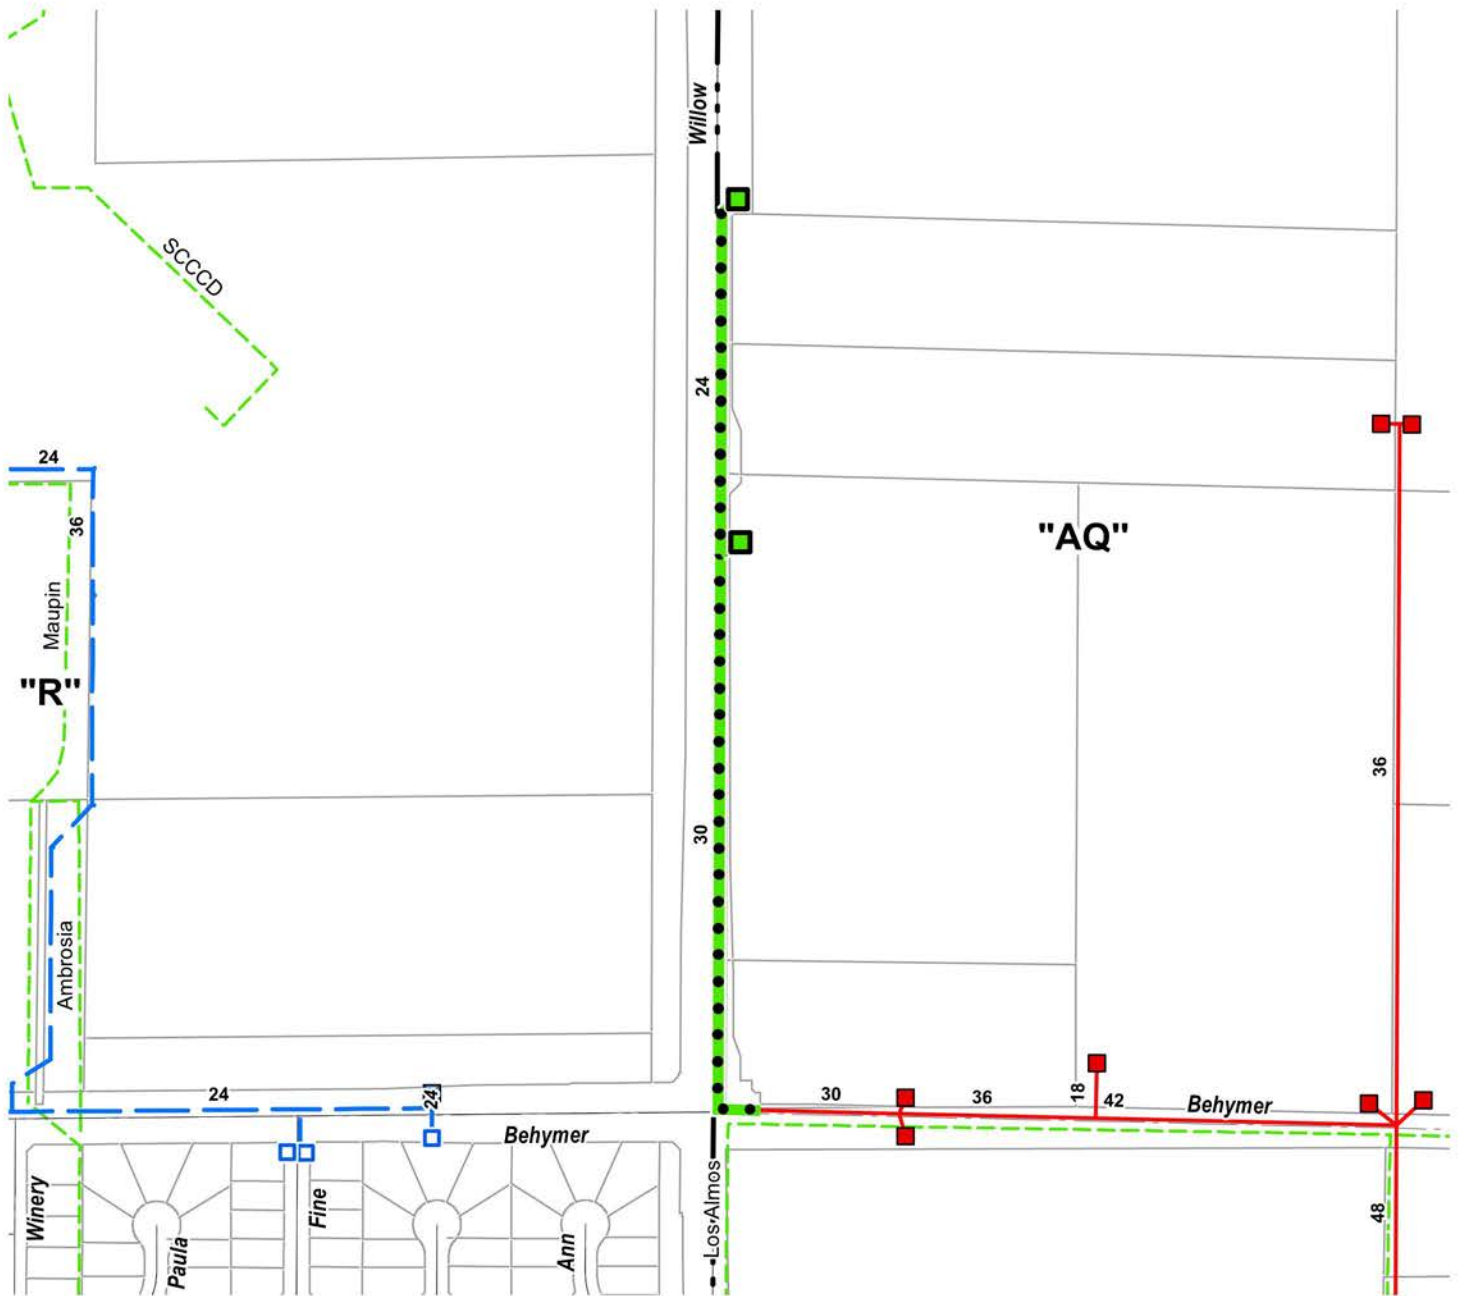 Willow
SCCCD
24
24
36
"AQ"
Maupin
"R"
36
30
Ambrosia
24
24
30
36
18
42
Behymer
Behymer
Los Almos
Winery
Fine
48
Paula
Ann